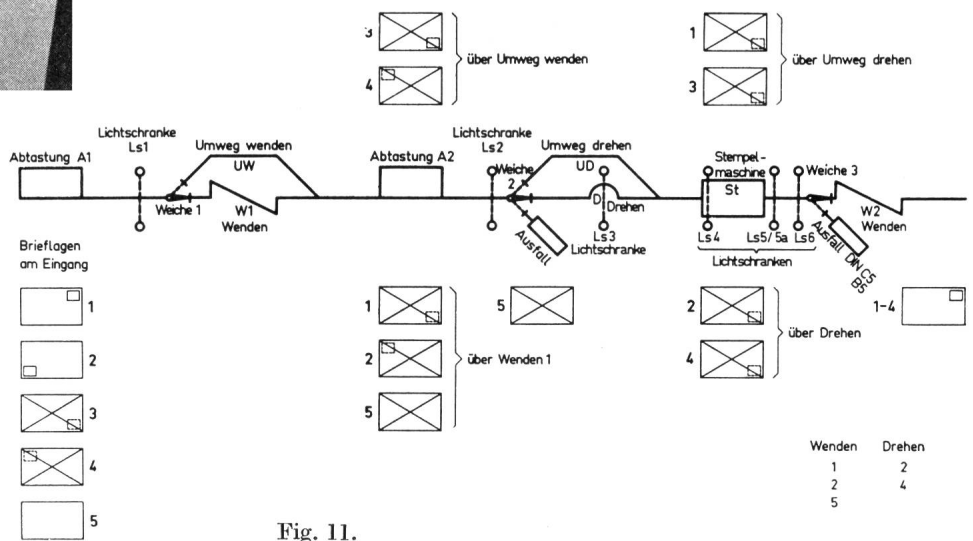 3
4
über Umweg wenden
1
3
über Umweg drehen
Abtastung A1
Lichtschranke
Ls1
Umweg wenden
UW
Weiche 1
W1
Wenden
Abtastung A2
Lichtschranke
Ls2
Weiche
2
Umweg drehen
UD
D
Drehen
Ausfall
Ls3
Lichtschranke
Stempel-
maschine
St
Ls4
Ls5/5a
Ls6
Lichtschranken
Weiche 3
W2
Wenden
Ausfall DIN C5
B5
Brieflagen
am Eingang
1
2
3
4
5
1
2
5
über Wenden 1
5
2
4
über Drehen
1-4
Wenden Drehen
1 2
2 4
5
Fig. 11.